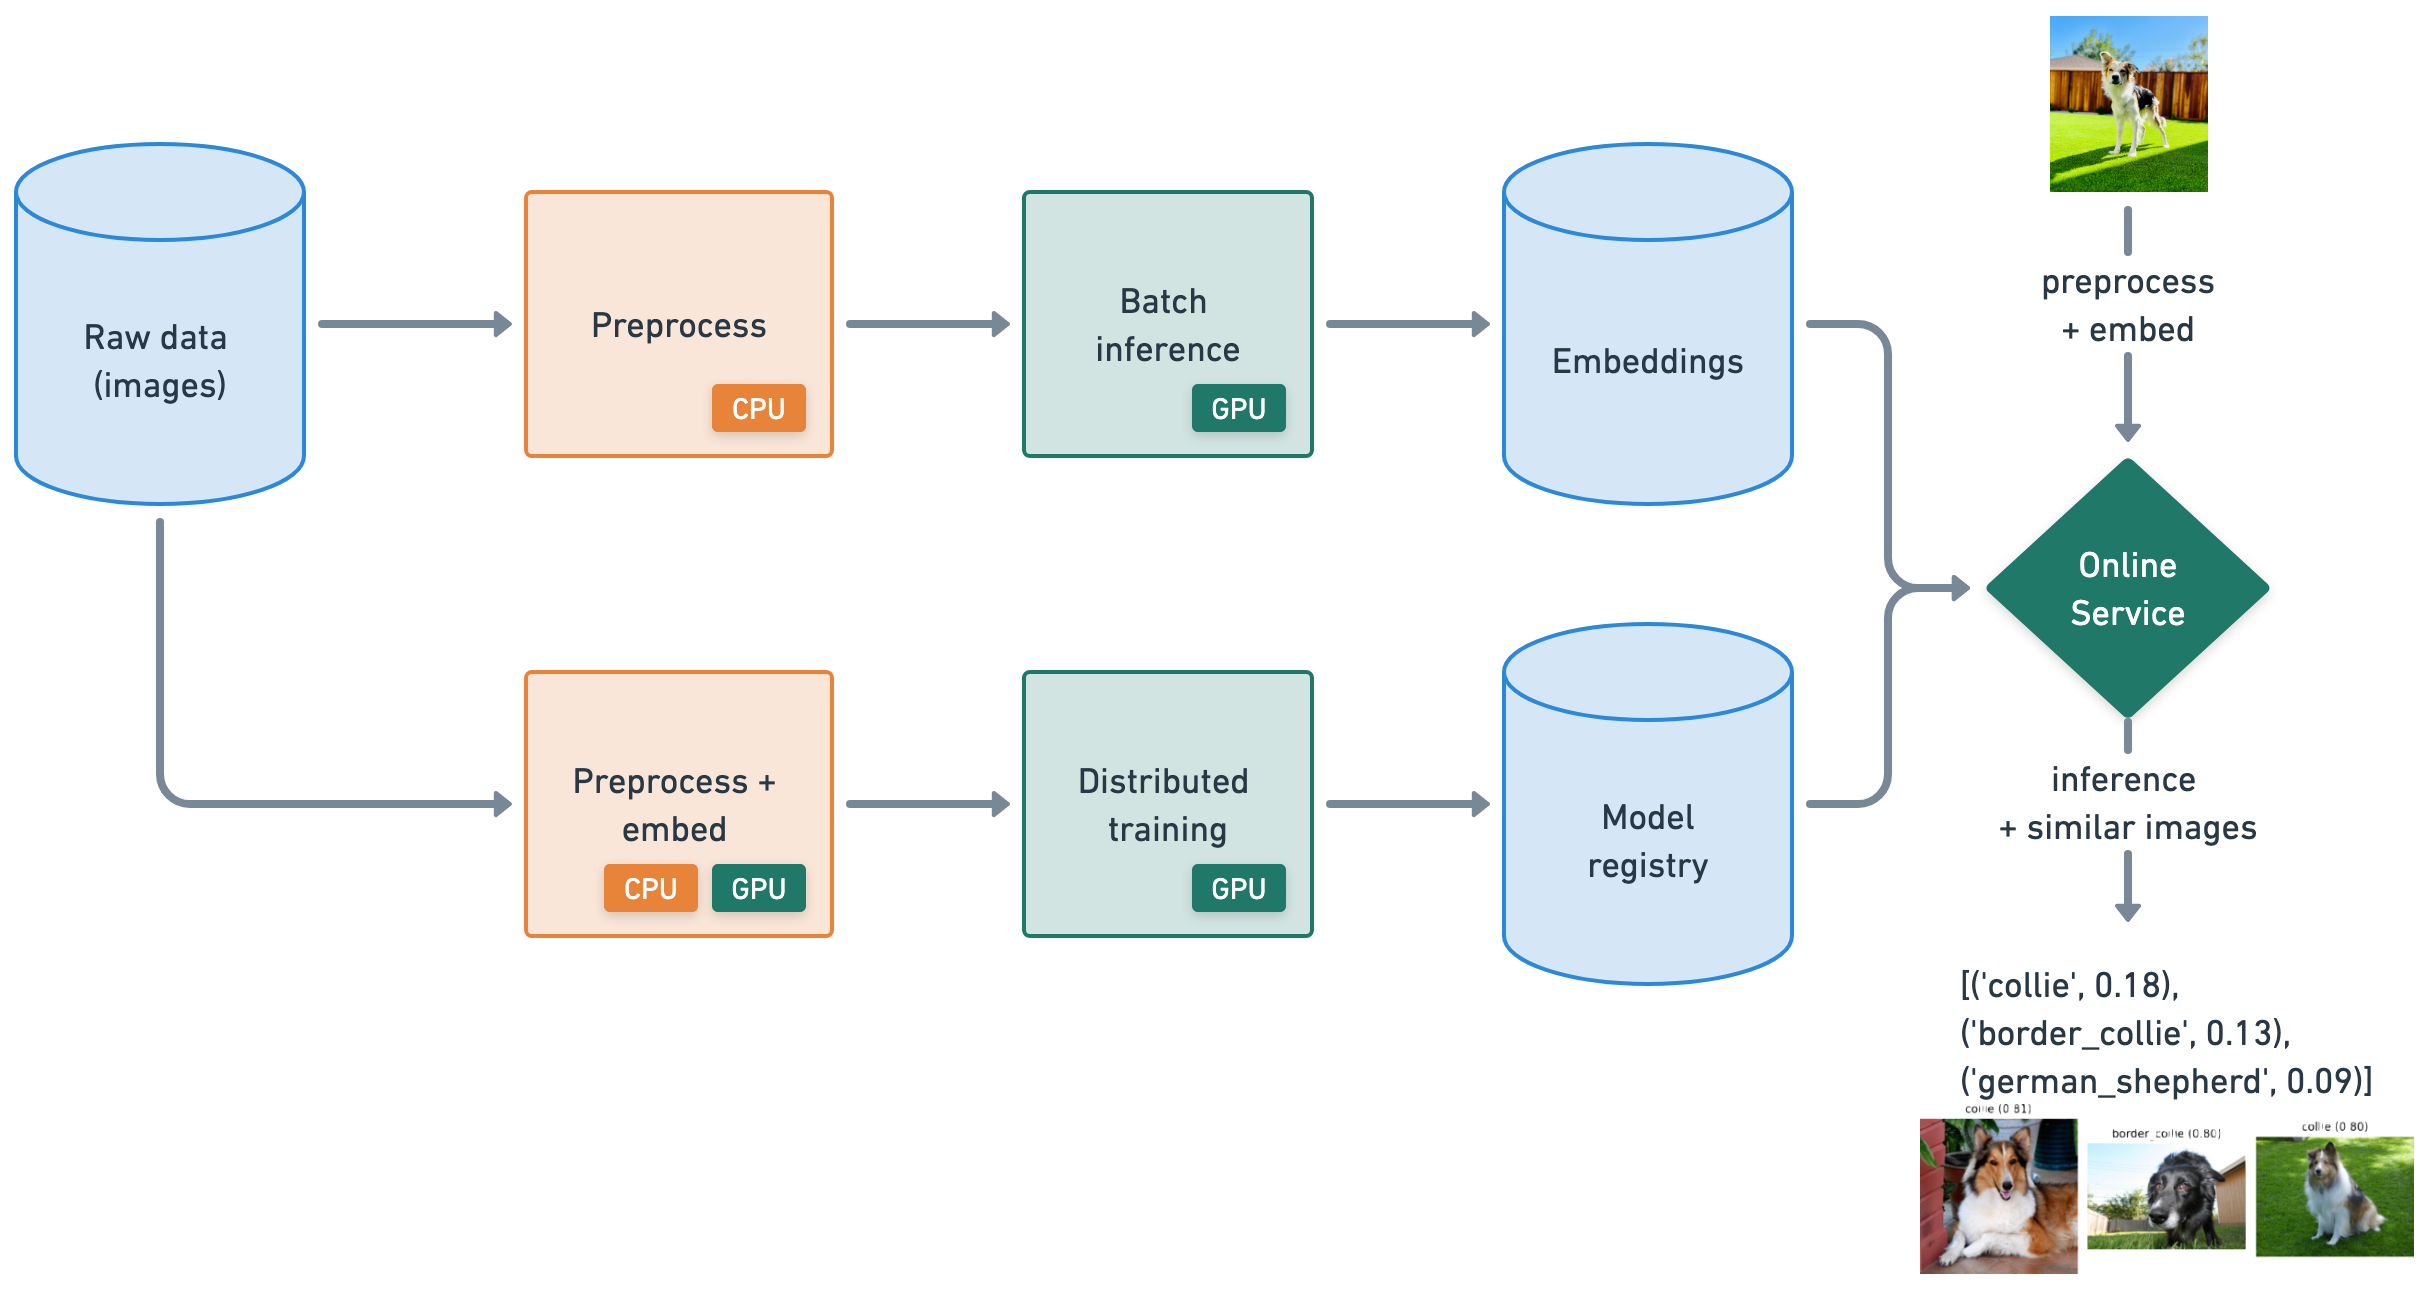 Raw data
(images)
Preprocess
CPU
Batch
inference
GPU
Embeddings
preprocess
+ embed
Online
Service
Preprocess +
embed
CPU
GPU
Distributed
training
GPU
Model
registry
inference
+ similar images
[('collie', 0.18),
('border_collie', 0.13),
('german_shepherd', 0.09)]
collie (0.81)
border_collie (0.80)
collie (0.80)